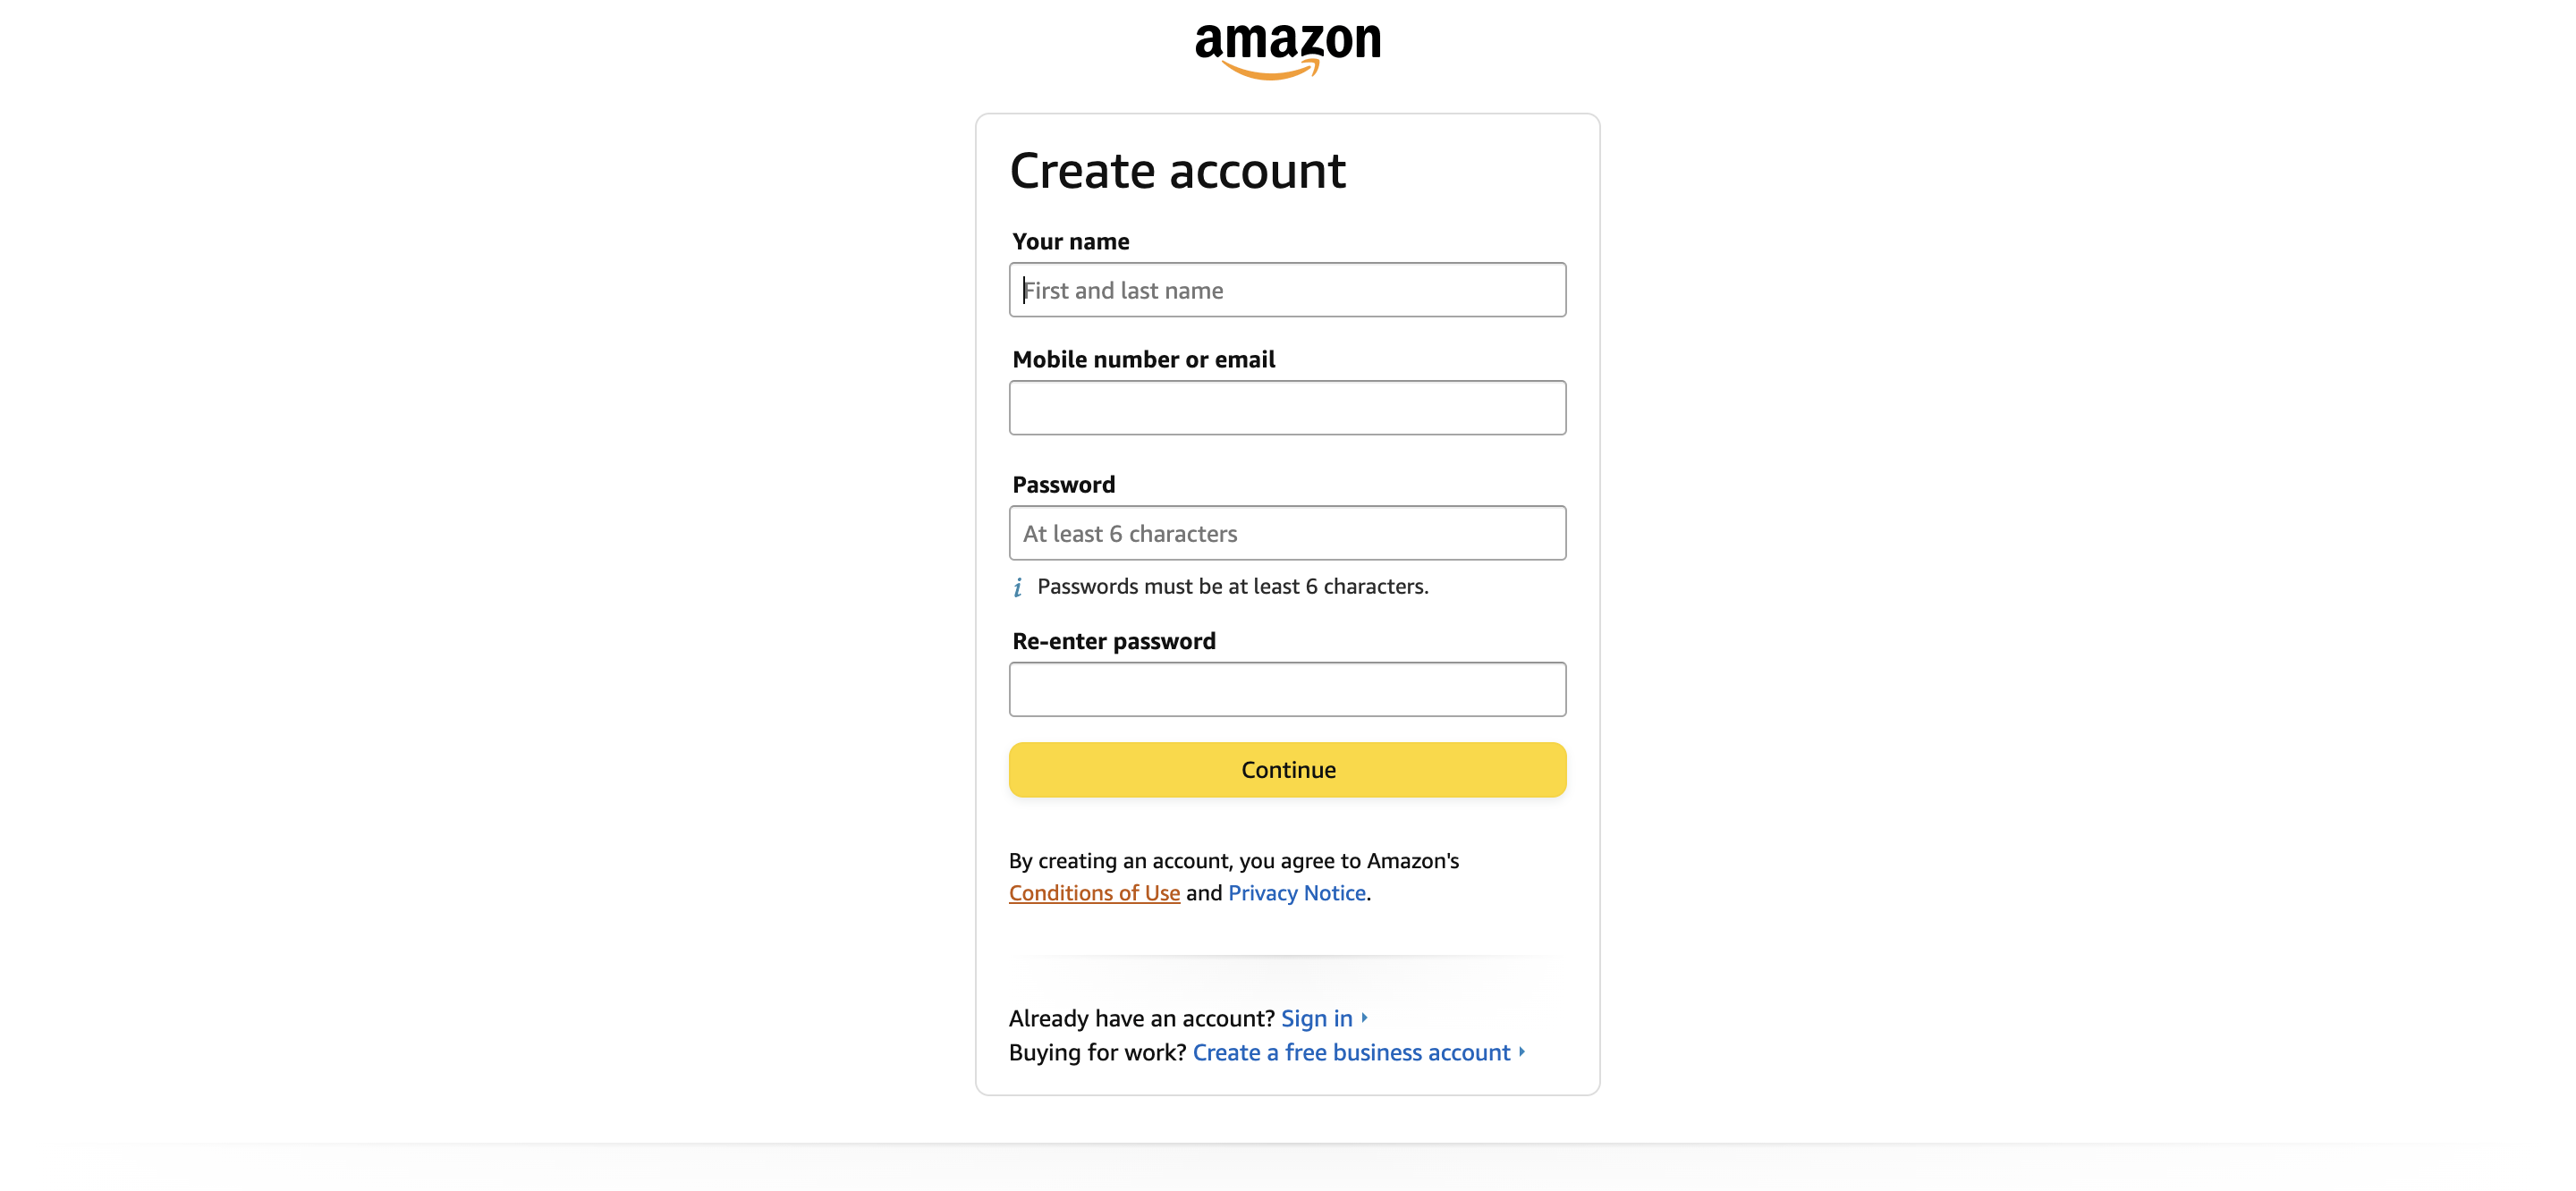 amazon
Create account
Your name
First and last name
Mobile number or email
Password
At least 6 characters
i Passwords must be at least 6 characters.
Re-enter password
Continue
By creating an account, you agree to Amazon's
Conditions of Use and Privacy Notice.
Already have an account? Sign in
Buying for work? Create a free business account